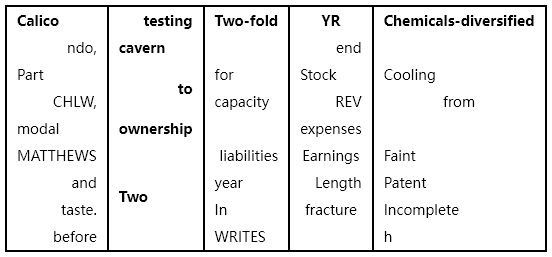 Calico
ndo,
Part
CHLW,
modal
MATTHEWS
and
taste.
before
testing
cavern
to
ownership
Two
Two-fold
for
capacity
liabilities
year
In
WRITES
YR
end
Stock
REV
expenses
Earnings
Length
fracture
Chemicals-diversified
Cooling
from
Faint
Patent
Incomplete
h